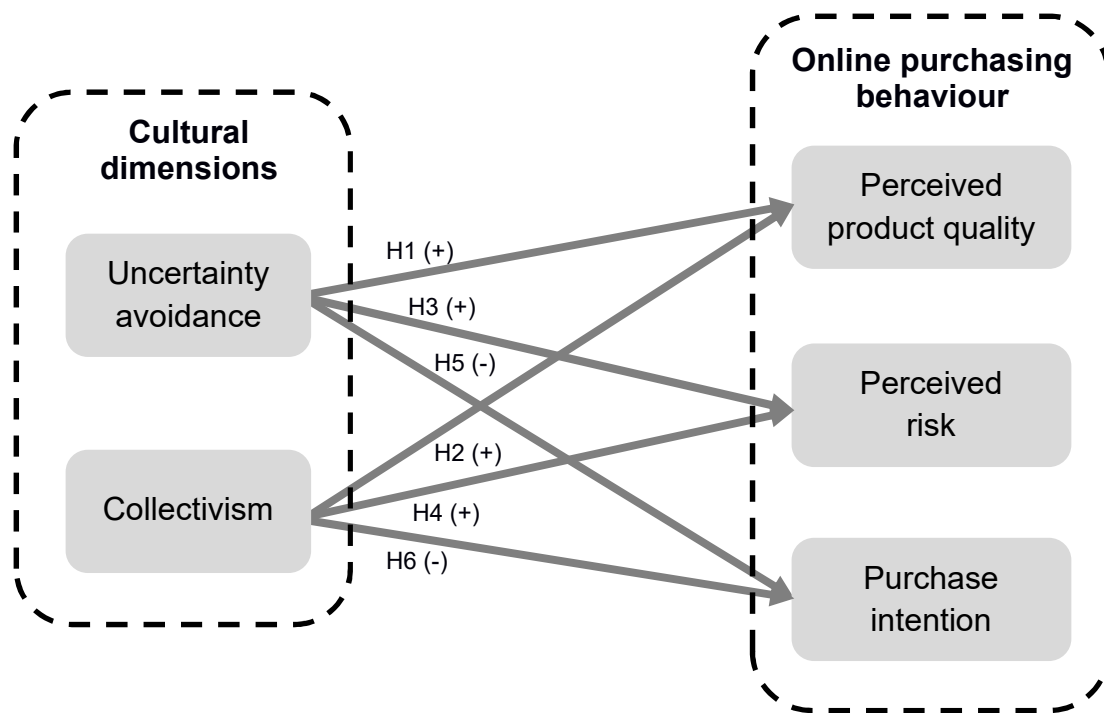 Cultural
dimensions
Uncertainty
avoidance
Collectivism
H1 (+)
H3 (+)
H5 (-)
H2 (+)
H4 (+)
H6 (-)
Online purchasing
behaviour
Perceived
product quality
Perceived
risk
Purchase
intention